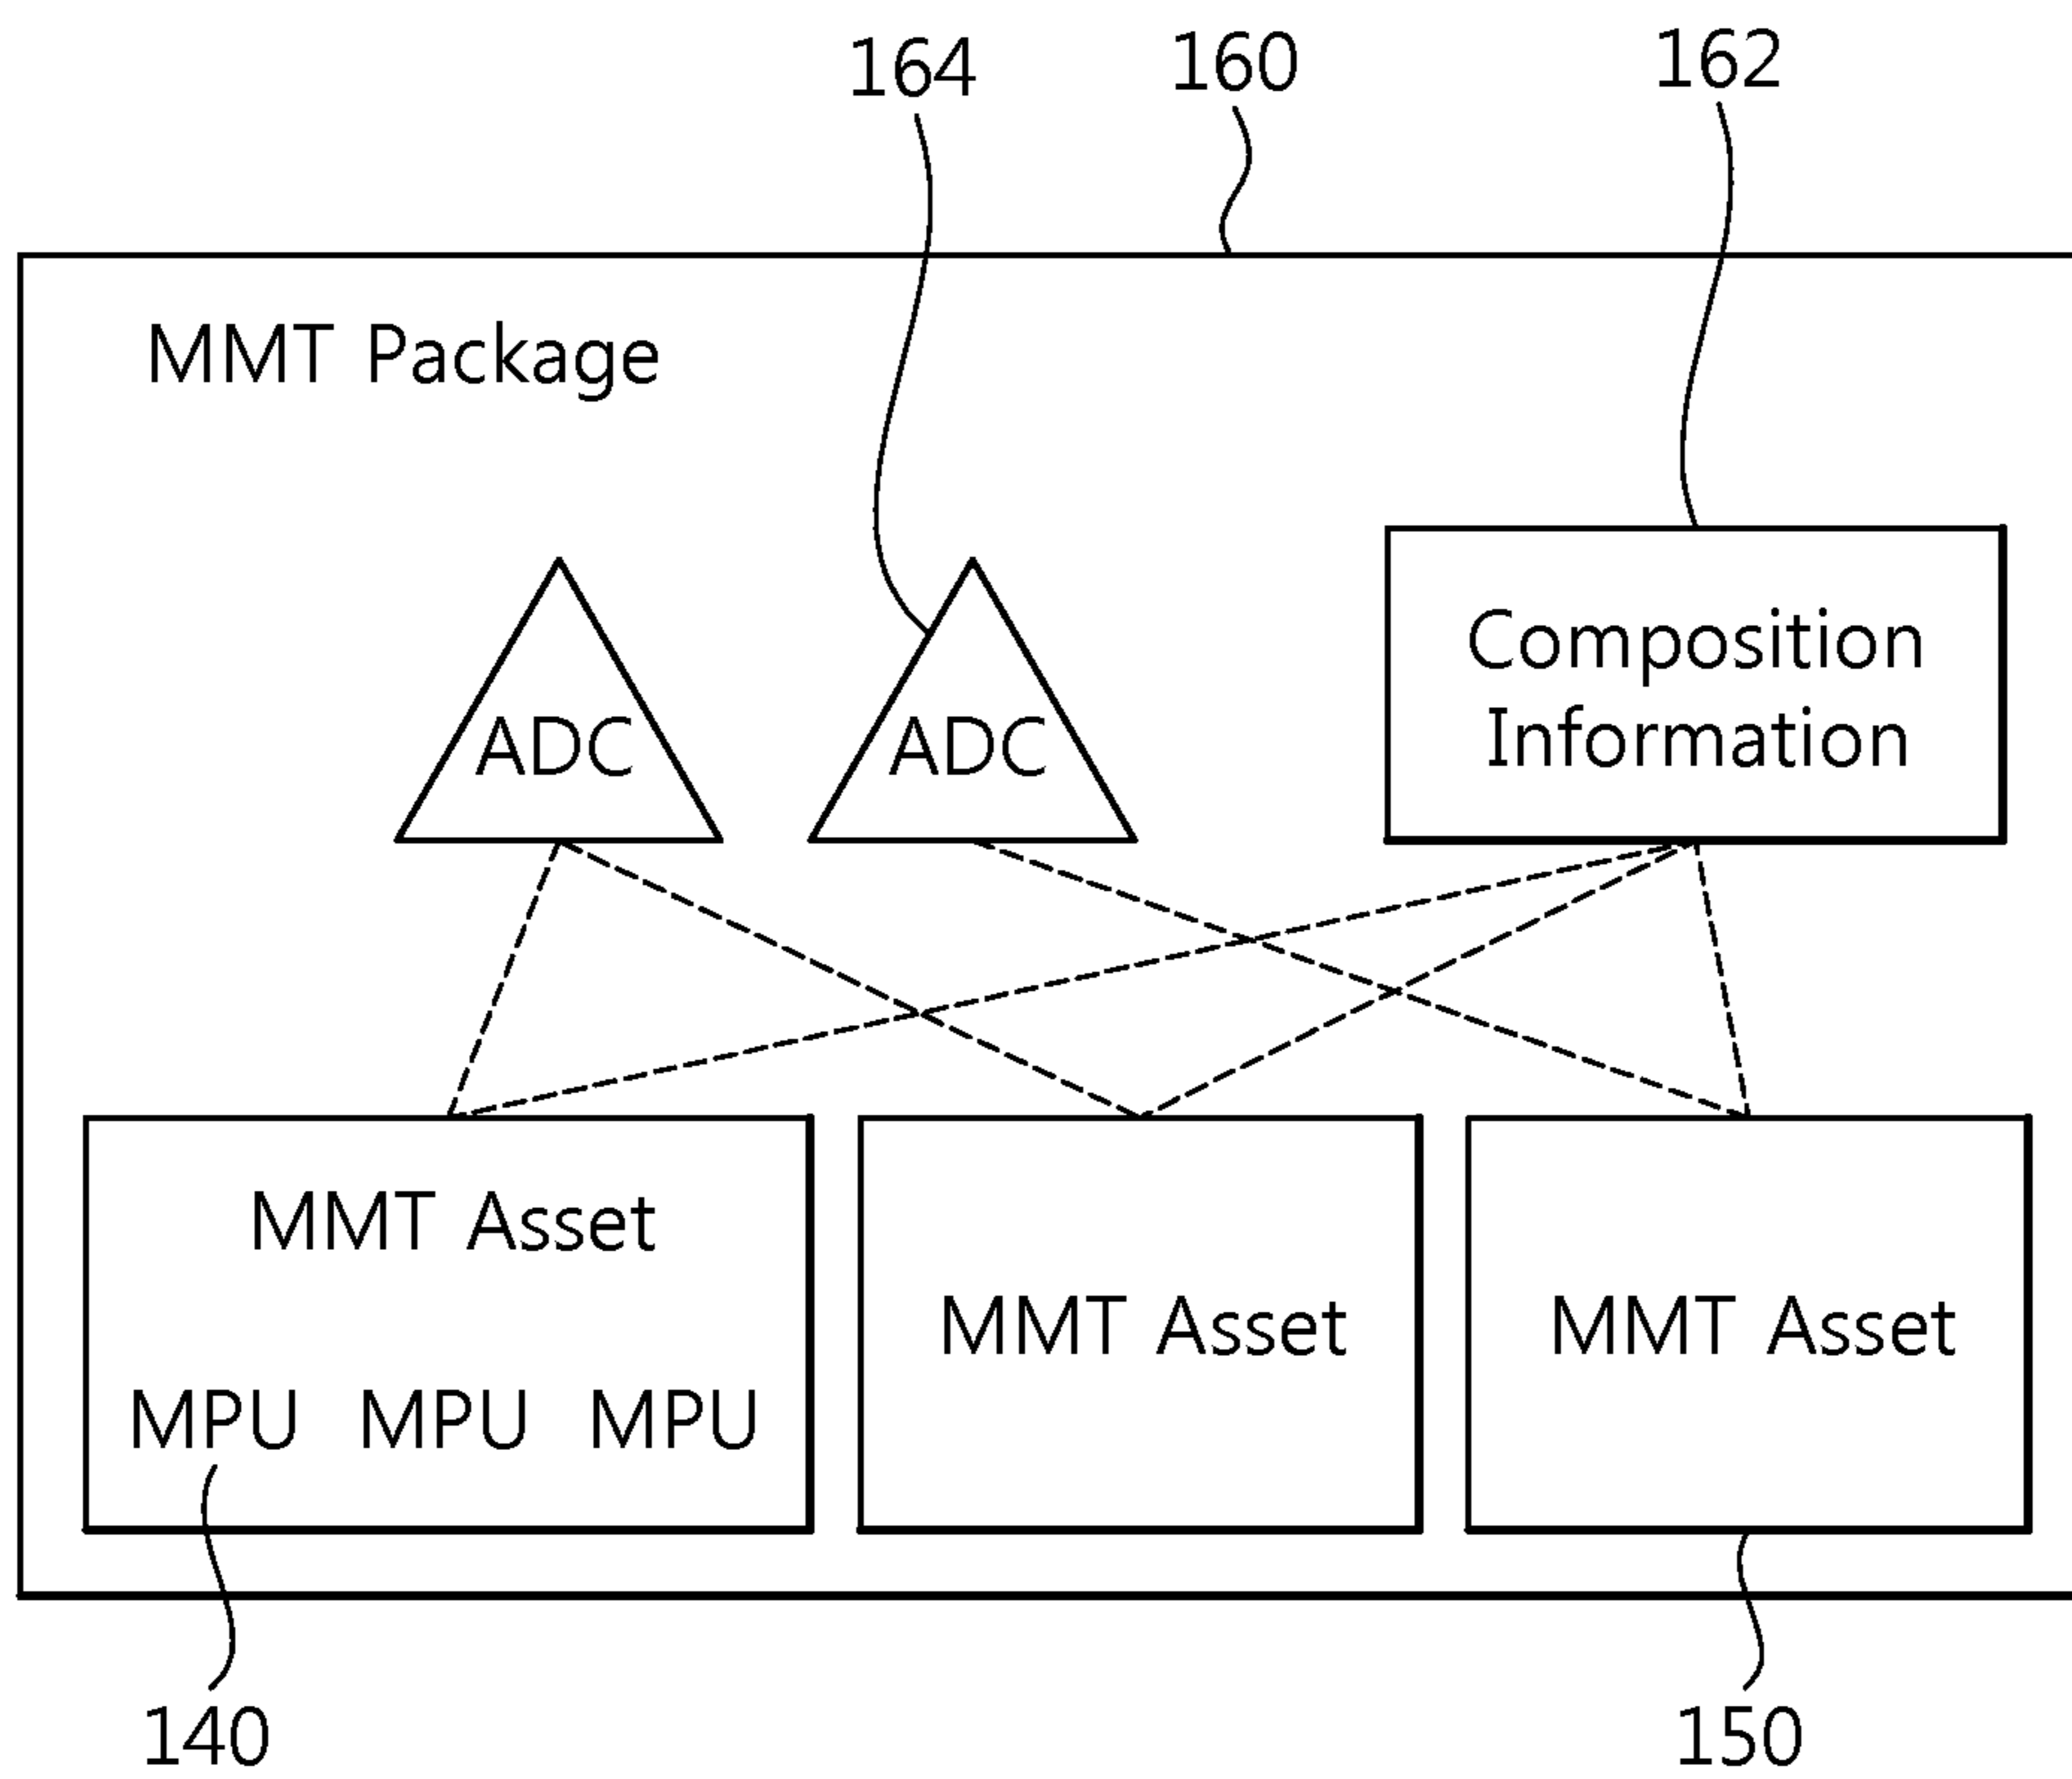 164
160
162
MMT Package
ADC
ADC
Composition
Information
MMT Asset
MPU MPU MPU
MMT Asset
MMT Asset
140
150